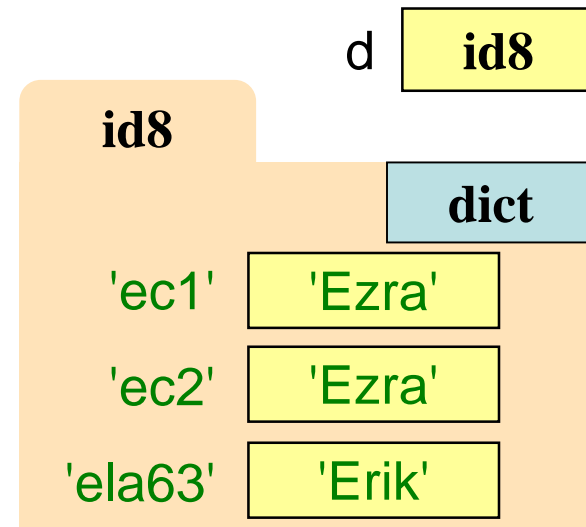 d id8
id8
dict
'ec1' 'Ezra'
'ec2' 'Ezra'
'ela63' 'Erik'